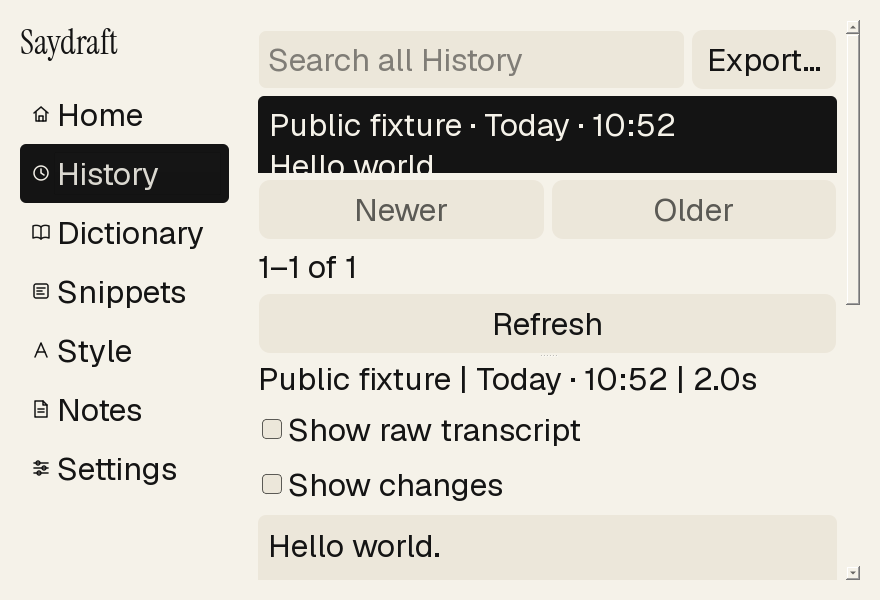 Saydraft
Home
History
Dictionary
Snippets
Style
Notes
Settings
Search all History
Export...
Public fixture · Today · 10:52
Hello world
Newer
Older
1–1 of 1
Refresh
Public fixture | Today · 10:52 | 2.0s
Show raw transcript
Show changes
Hello world.